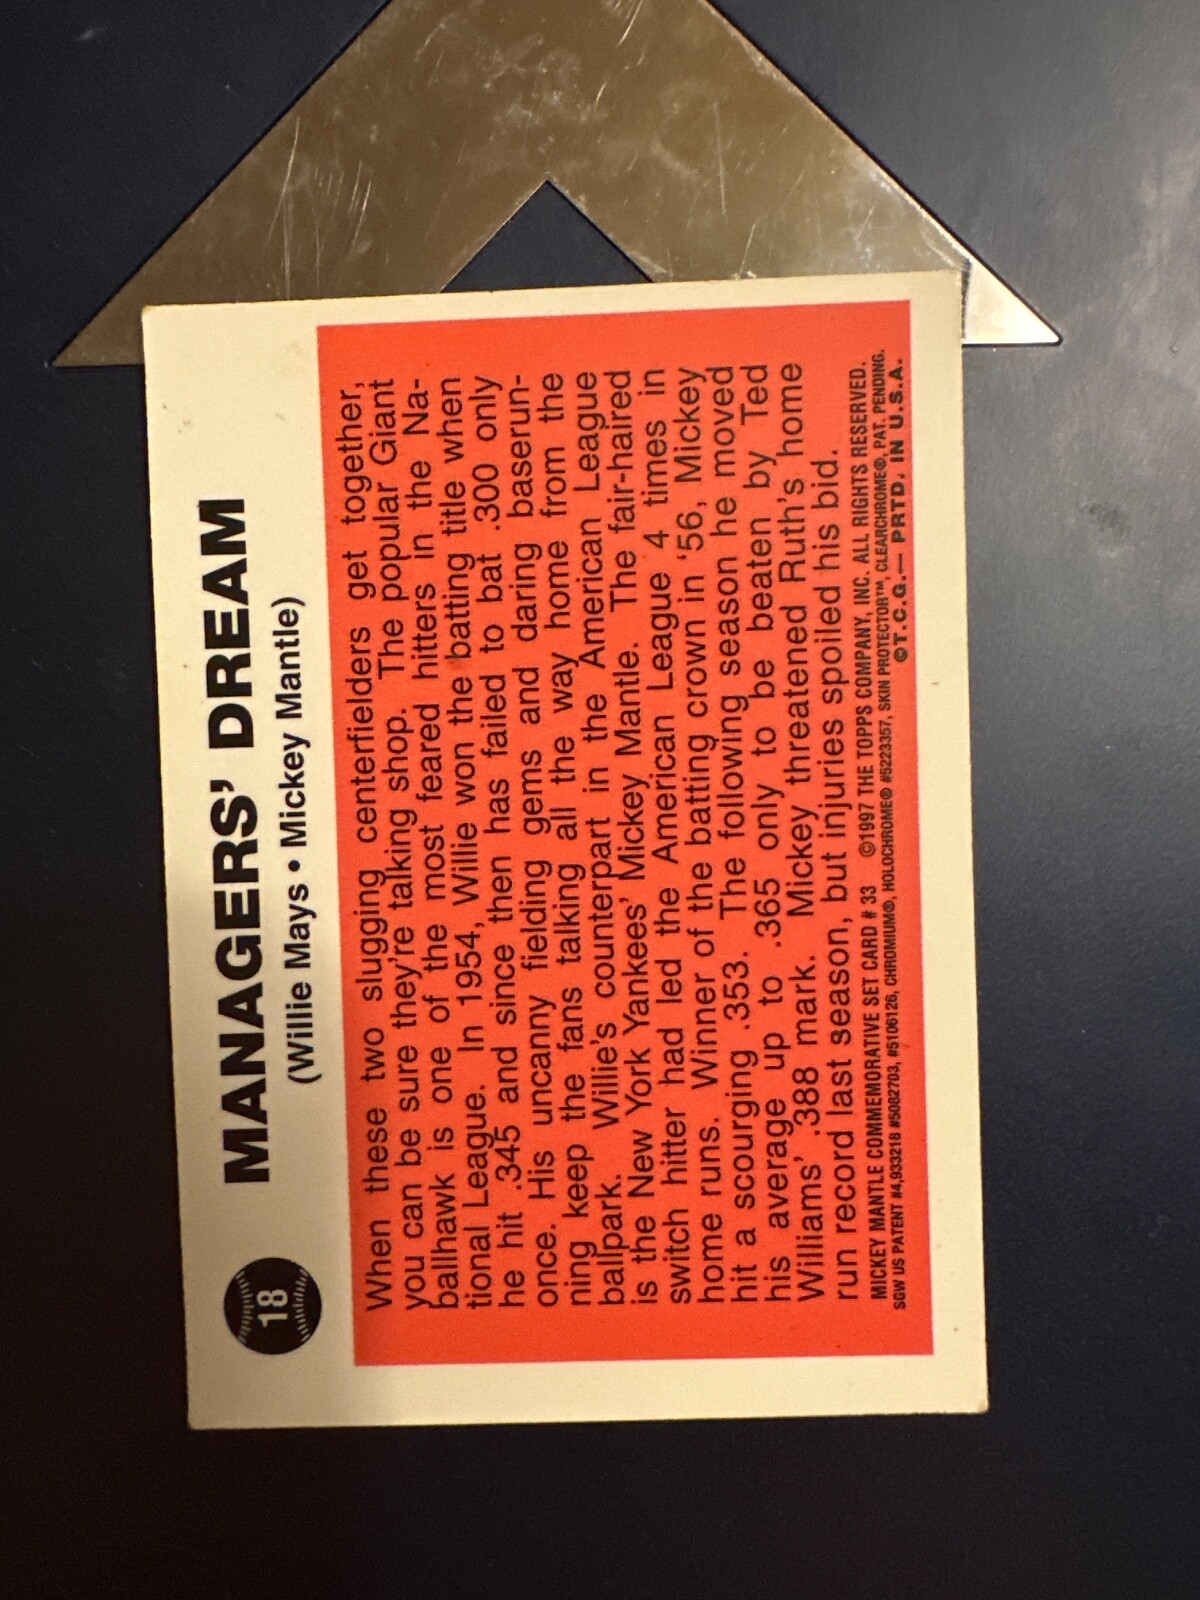 18
MANAGERS' DREAM
(Willie Mays • Mickey Mantle)
When these two slugging centerfielders get together,
you can be sure they're talking shop. The popular Giant
ballhawk is one of the most feared hitters in the Na-
tional League. In 1954, Willie won the batting title when
he hit .345 and since then has failed to bat .300 only
once. His uncanny fielding gems and daring baserun-
ning keep the fans talking all the way home from the
ballpark. Willie's counterpart in the American League
is the New York Yankees' Mickey Mantle. The fair-haired
switch hitter had led the American League 4 times in
home runs. Winner of the batting crown in '56, Mickey
hit a scourging .353. The following season he moved
his average up to .365 only to be beaten by Ted
Williams' .388 mark. Mickey threatened Ruth's home
run record last season, but injuries spoiled his bid.
MICKEY MANTLE COMMEMORATIVE SET CARD # 33 ©1997 THE TOPPS COMPANY, INC. ALL RIGHTS RESERVED.
SGW US PATENT #4,933218 #5082703, #5106126, CHROMIUM®, HOLOCHROME® #5223357, SKIN PROTECTOR™, CLEARCHROME®, PAT. PENDING.
©T.C.G.— PRTD. IN U.S.A.